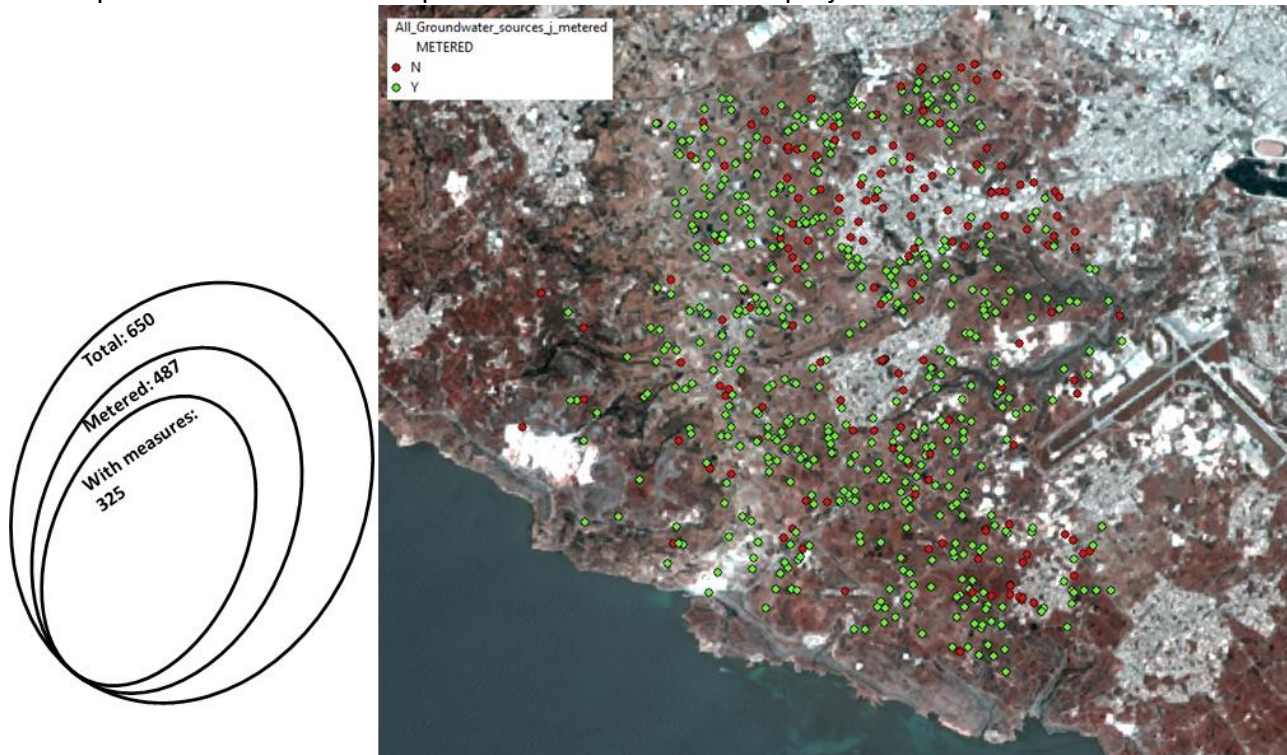 All_Groundwater_sources_j_metered
METERED
N
Y
Total: 650
Metered: 487
With measures:
325